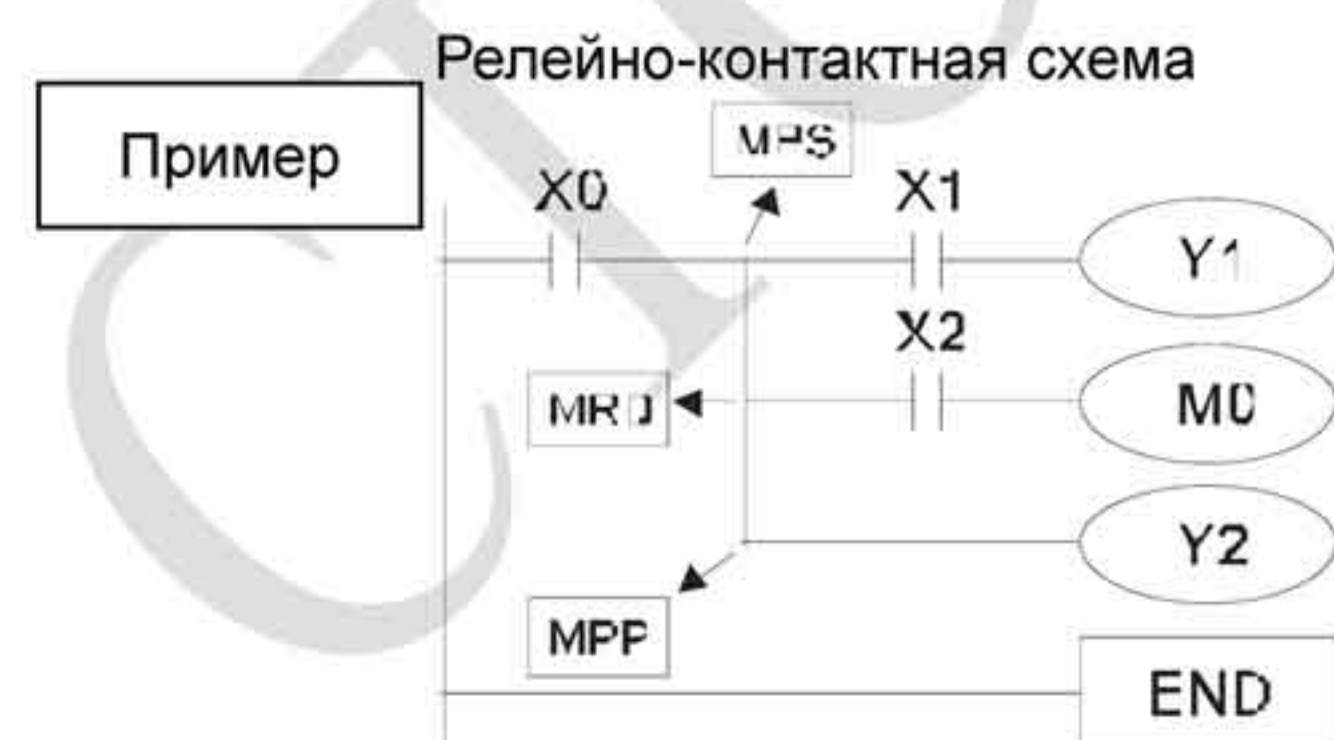 Релейно-контактная схема
Пример
MPS
X0
X1
Y1
X2
MRD
M0
Y2
MPP
END